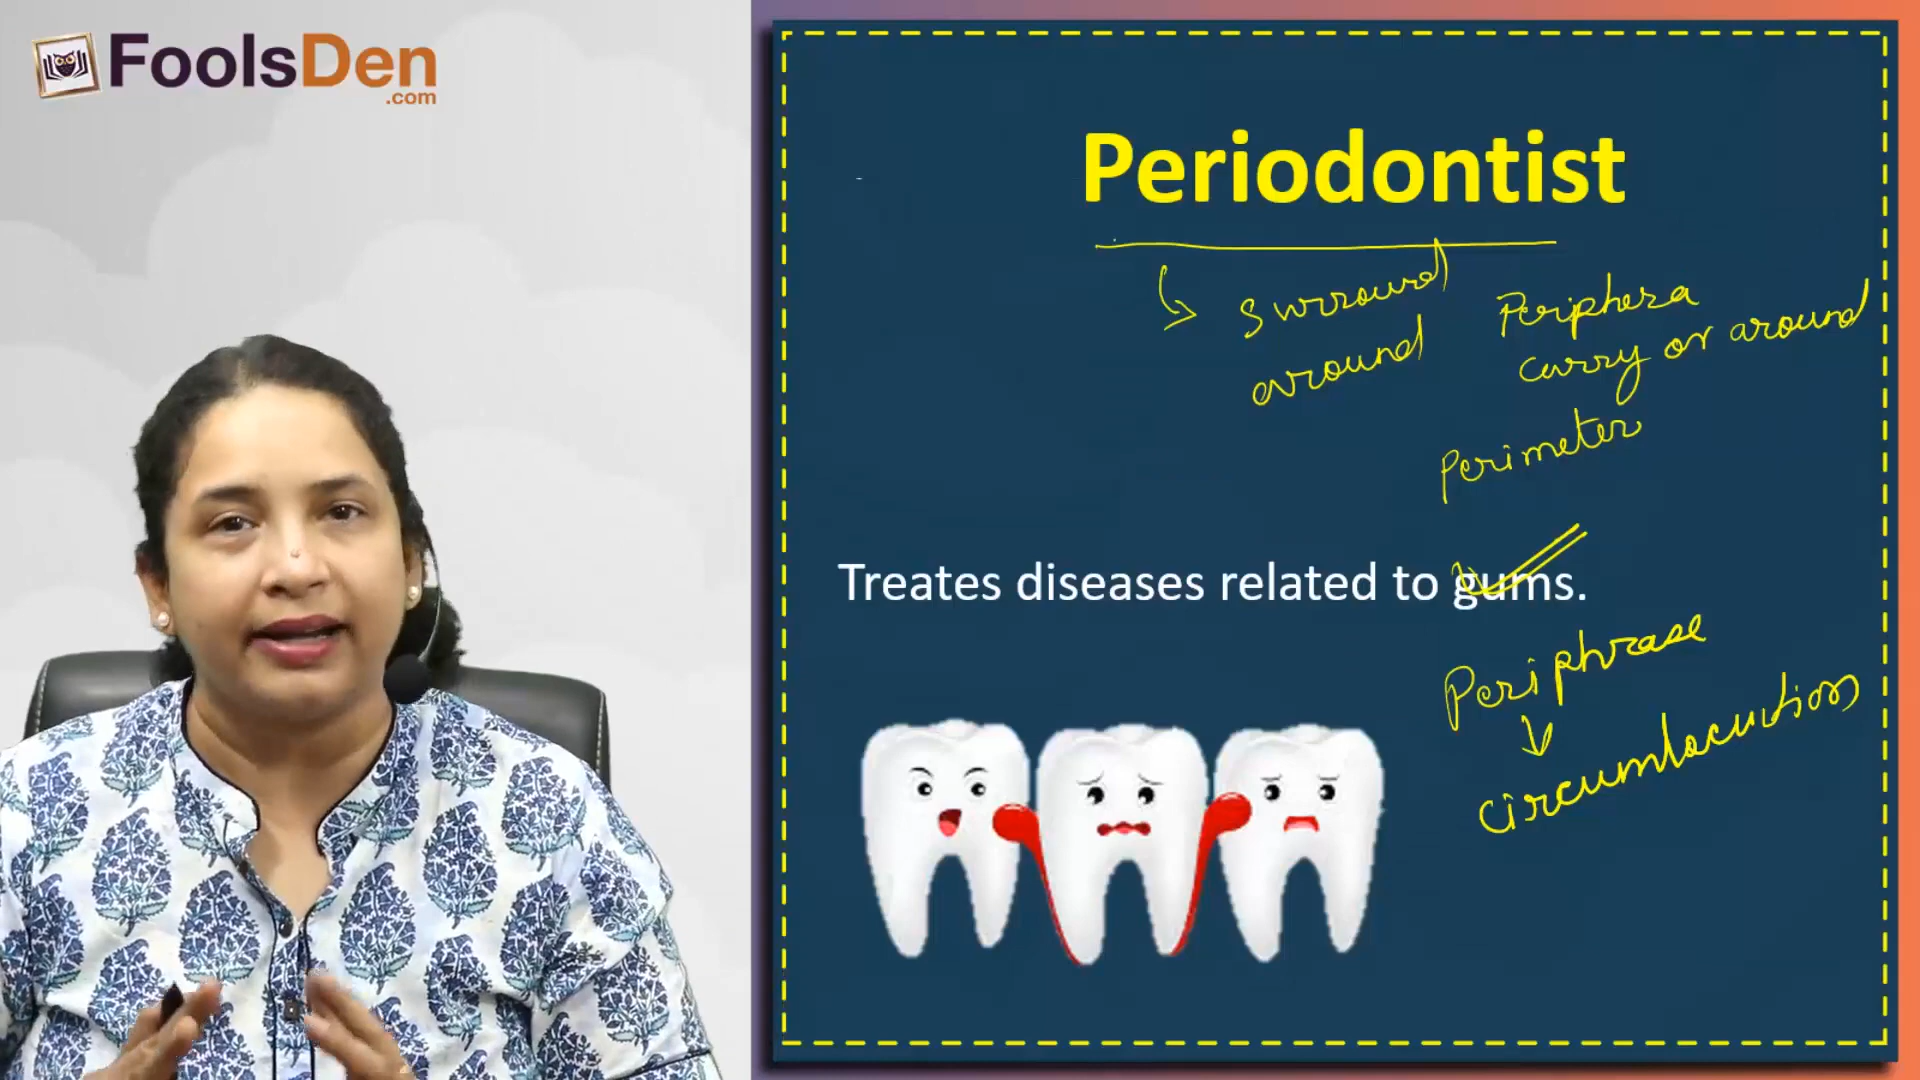 FoolsDen
.com
Periodontist
surround
around
Periphera
carry or around
Perimeter
Treates diseases related to gums.
Periphrase
circumlocution